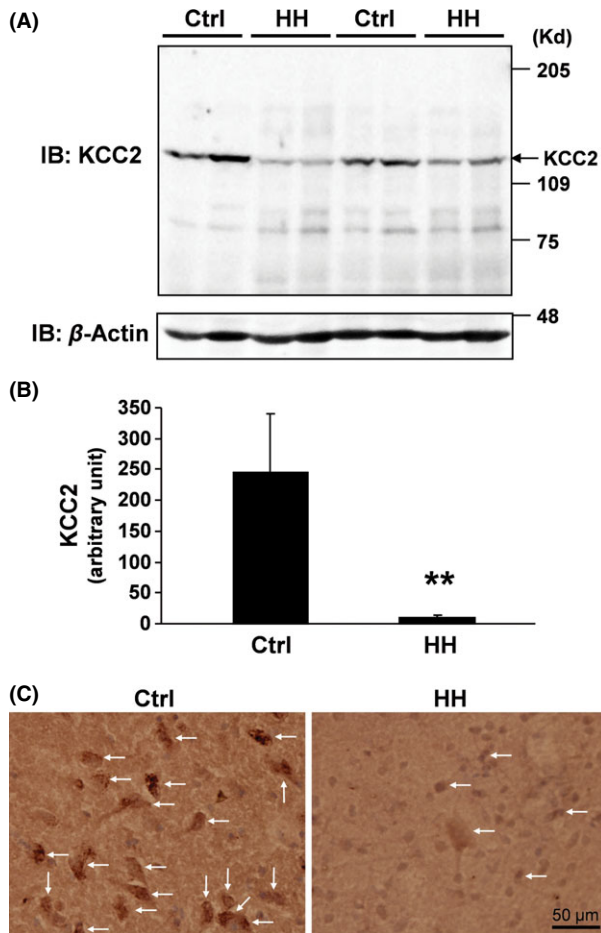 (A)
Ctrl HH Ctrl HH (Kd)
205
IB: KCC2
KCC2
109
75
48
IB: β-Actin
(B)
350
300
250
200
150
100
50
0
KCC2
(arbitrary unit)
**
Ctrl HH
(C)
Ctrl HH
50 μm